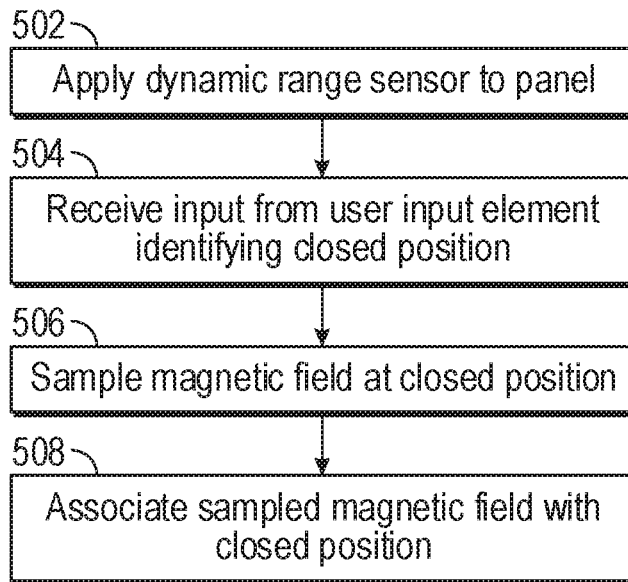 502
Apply dynamic range sensor to panel
504
Receive input from user input element
identifying closed position
506
Sample magnetic field at closed position
508
Associate sampled magnetic field with
closed position